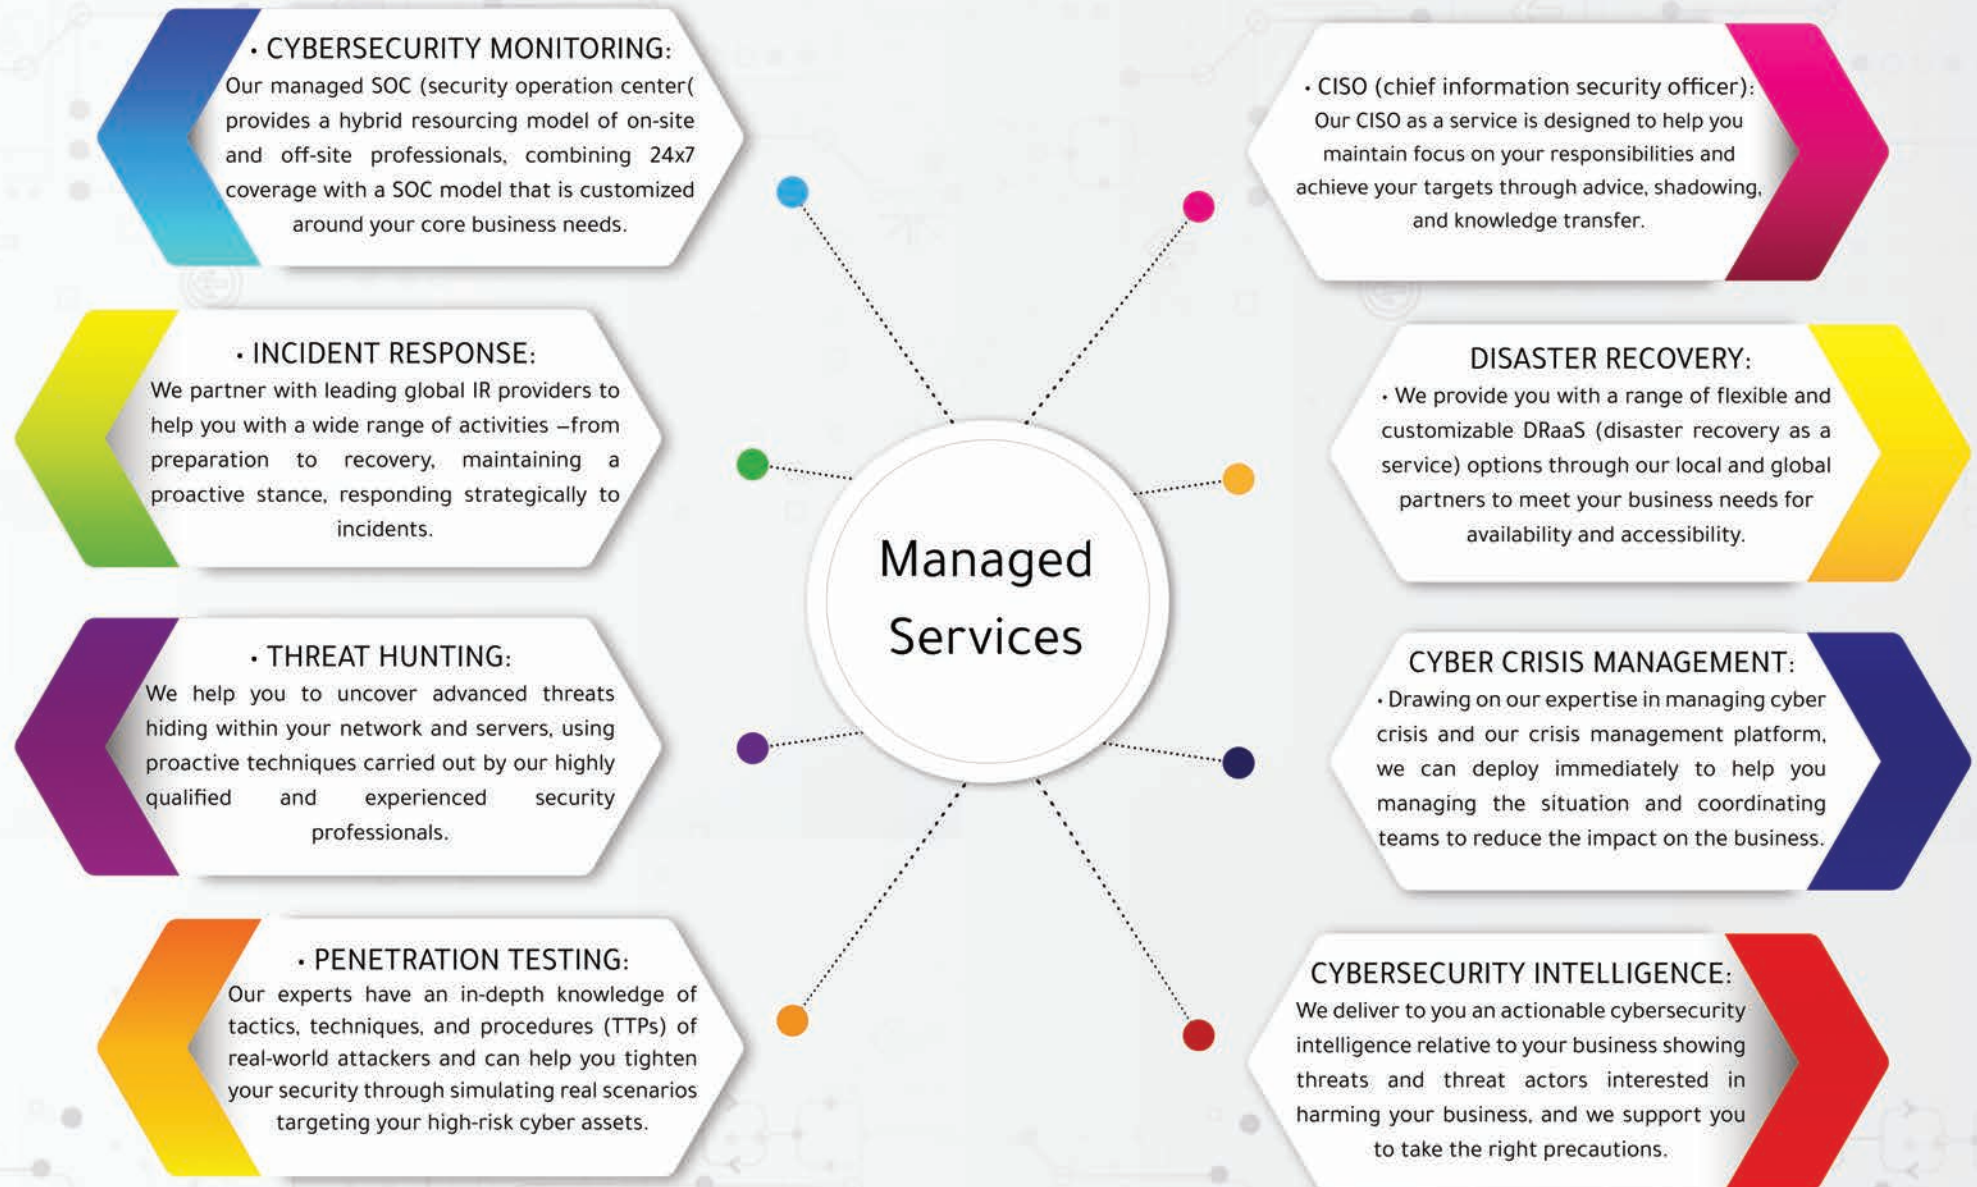 · CYBERSECURITY MONITORING:
Our managed SOC (security operation center(
provides a hybrid resourcing model of on-site
and off-site professionals, combining 24x7
coverage with a SOC model that is customized
around your core business needs.
· INCIDENT RESPONSE:
We partner with leading global IR providers to
help you with a wide range of activities –from
preparation to recovery, maintaining a
proactive stance, responding strategically to
incidents.
· THREAT HUNTING:
We help you to uncover advanced threats
hiding within your network and servers, using
proactive techniques carried out by our highly
qualified and experienced security
professionals.
· PENETRATION TESTING:
Our experts have an in-depth knowledge of
tactics, techniques, and procedures (TTPs) of
real-world attackers and can help you tighten
your security through simulating real scenarios
targeting your high-risk cyber assets.
Managed
Services
· CISO (chief information security officer):
Our CISO as a service is designed to help you
maintain focus on your responsibilities and
achieve your targets through advice, shadowing,
and knowledge transfer.
DISASTER RECOVERY:
· We provide you with a range of flexible and
customizable DRaaS (disaster recovery as a
service) options through our local and global
partners to meet your business needs for
availability and accessibility.
CYBER CRISIS MANAGEMENT:
· Drawing on our expertise in managing cyber
crisis and our crisis management platform,
we can deploy immediately to help you
managing the situation and coordinating
teams to reduce the impact on the business.
CYBERSECURITY INTELLIGENCE:
We deliver to you an actionable cybersecurity
intelligence relative to your business showing
threats and threat actors interested in
harming your business, and we support you
to take the right precautions.